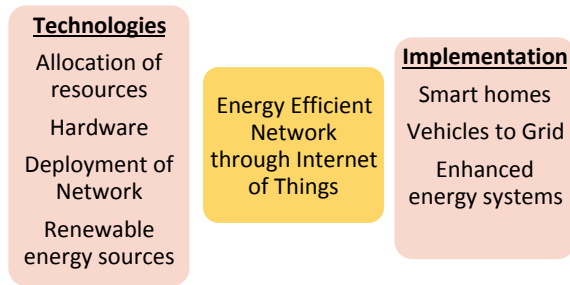 Technologies
Allocation of
resources
Hardware
Deployment of
Network
Renewable
energy sources
Energy Efficient
Network
through Internet
of Things
Implementation
Smart homes
Vehicles to Grid
Enhanced
energy systems